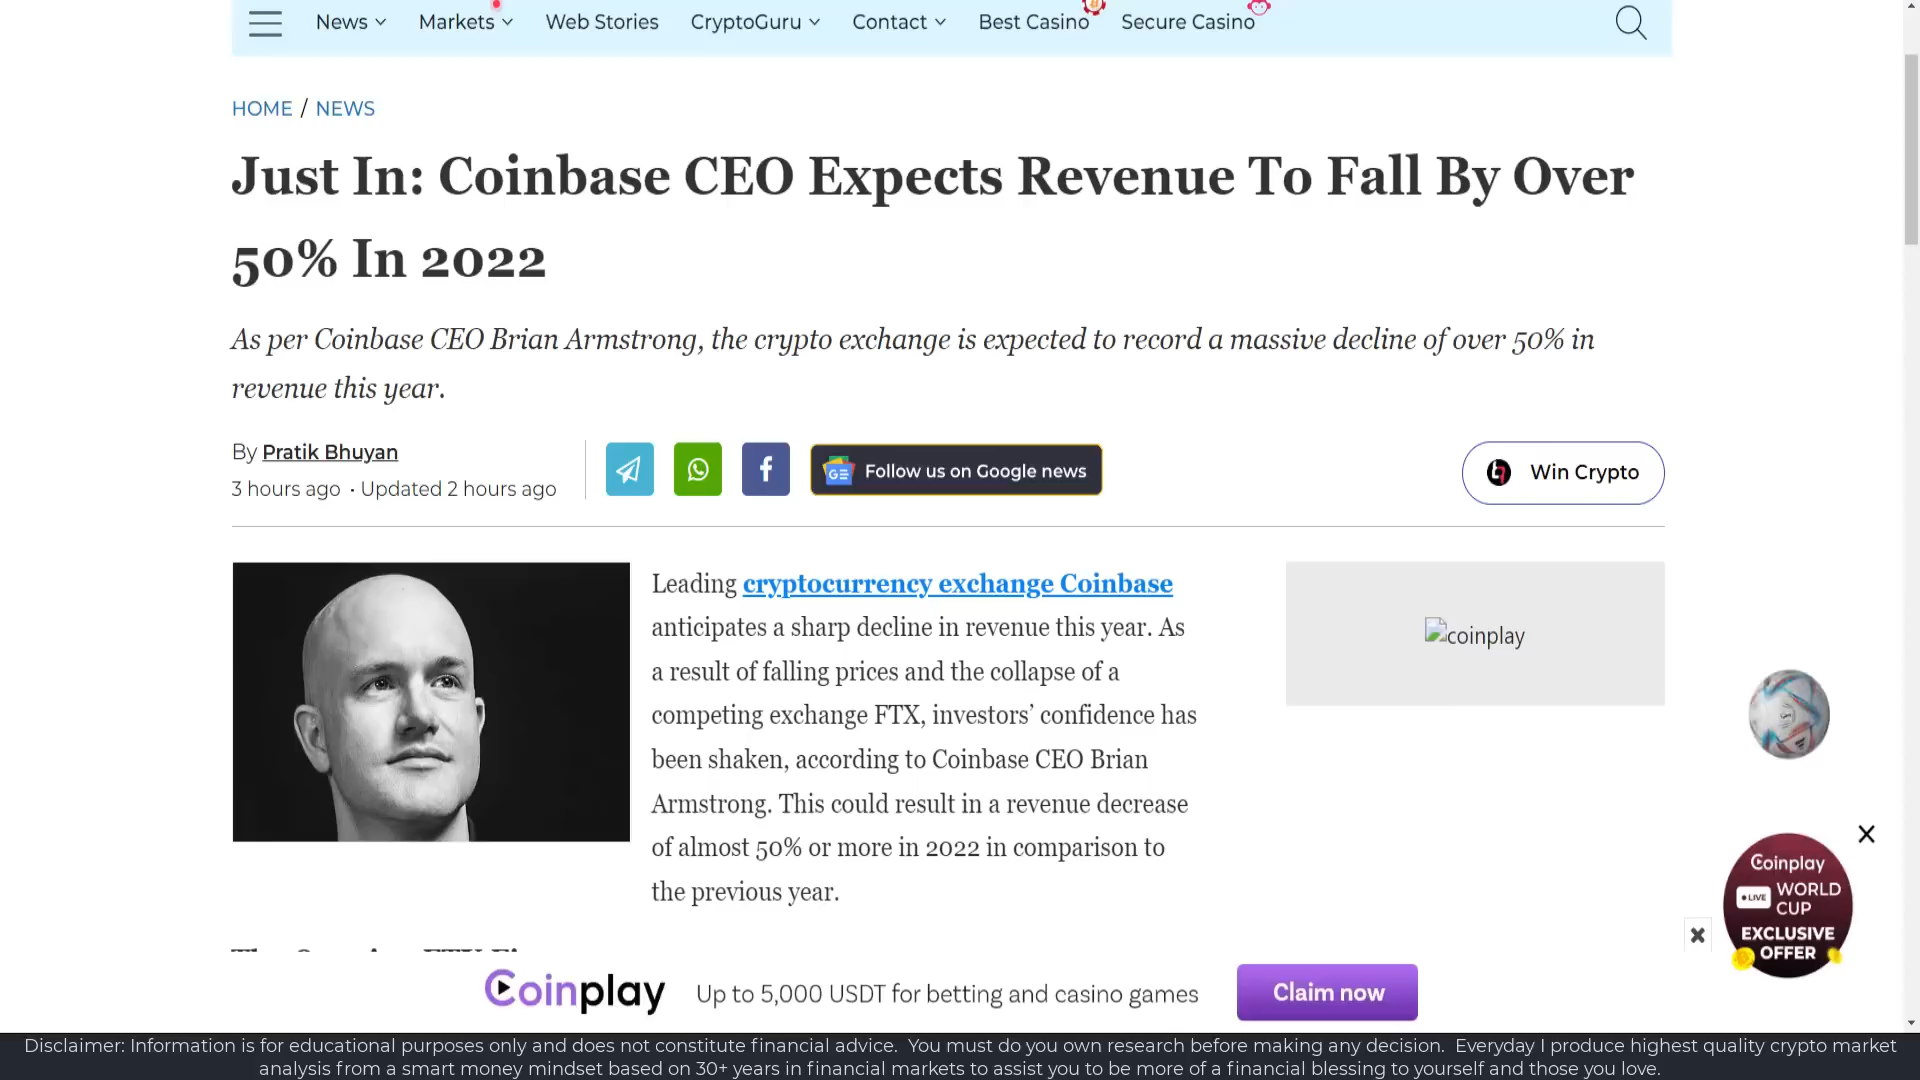 News
Markets
Web Stories
CryptoGuru
Contact
Best Casino
Secure Casino
HOME / NEWS
Just In: Coinbase CEO Expects Revenue To Fall By Over
50% In 2022
As per Coinbase CEO Brian Armstrong, the crypto exchange is expected to record a massive decline of over 50% in
revenue this year.
By Pratik Bhuyan
3 hours ago • Updated 2 hours ago
Follow us on Google news
Win Crypto
Leading cryptocurrency exchange Coinbase
anticipates a sharp decline in revenue this year. As
a result of falling prices and the collapse of a
competing exchange FTX, investors’ confidence has
been shaken, according to Coinbase CEO Brian
Armstrong. This could result in a revenue decrease
of almost 50% or more in 2022 in comparison to
the previous year.
coinplay
Coinplay
LIVE WORLD
CUP
EXCLUSIVE
OFFER
Coinplay
Up to 5,000 USDT for betting and casino games
Claim now
Disclaimer: Information is for educational purposes only and does not constitute financial advice. You must do you own research before making any decision. Everyday I produce highest quality crypto market
analysis from a smart money mindset based on 30+ years in financial markets to assist you to be more of a financial blessing to yourself and those you love.